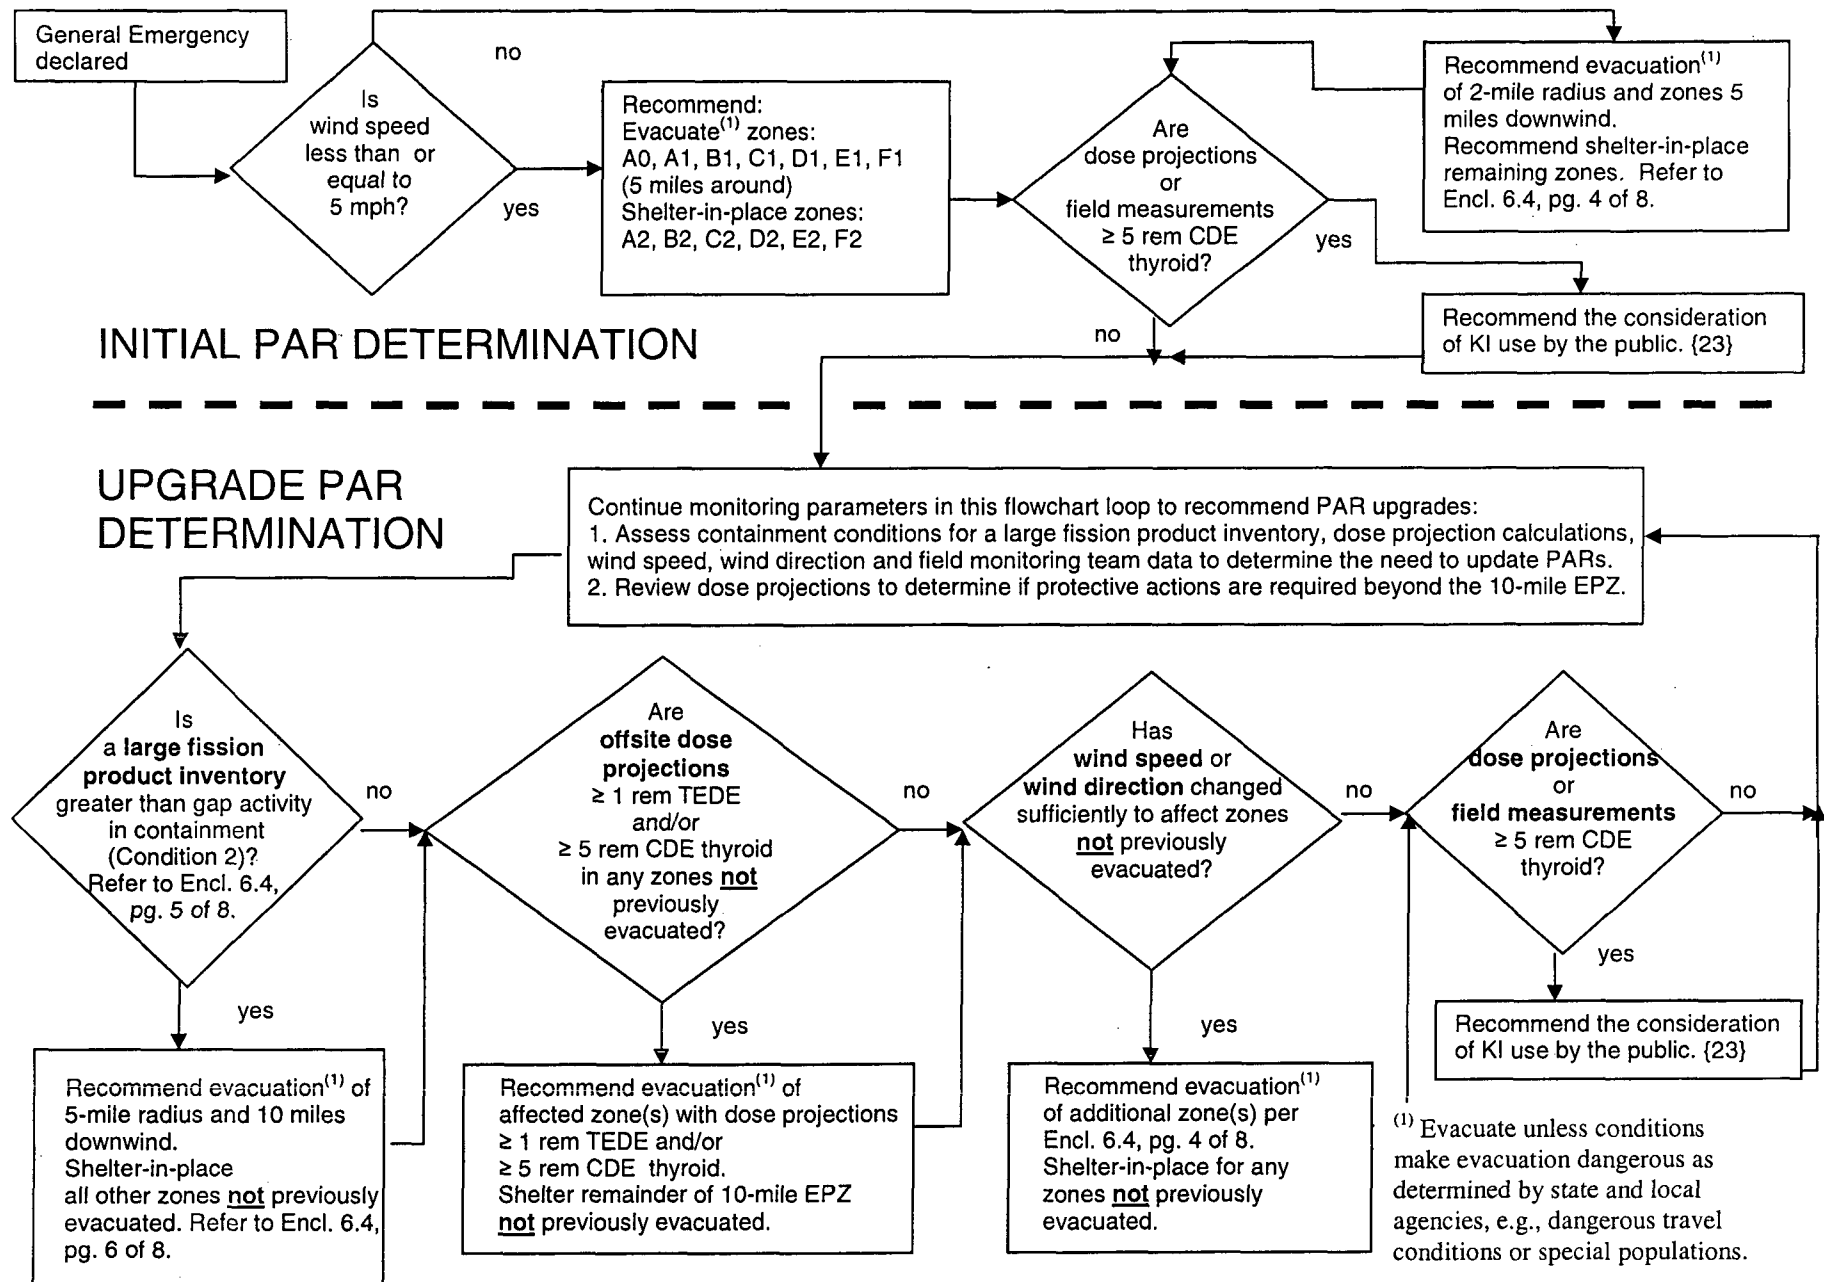 General Emergency
declared
Is
wind speed
less than or
equal to
5 mph?
no
yes
Recommend:
Evacuate(1) zones:
A0, A1, B1, C1, D1, E1, F1
(5 miles around)
Shelter-in-place zones:
A2, B2, C2, D2, E2, F2
Are
dose projections
or
field measurements
≥ 5 rem CDE
thyroid?
yes
no
Recommend evacuation(1)
of 2-mile radius and zones 5
miles downwind.
Recommend shelter-in-place
remaining zones. Refer to
Encl. 6.4, pg. 4 of 8.
Recommend the consideration
of KI use by the public. {23}
INITIAL PAR DETERMINATION
UPGRADE PAR
DETERMINATION
Continue monitoring parameters in this flowchart loop to recommend PAR upgrades:
1. Assess containment conditions for a large fission product inventory, dose projection calculations,
wind speed, wind direction and field monitoring team data to determine the need to update PARs.
2. Review dose projections to determine if protective actions are required beyond the 10-mile EPZ.
Is
a large fission
product inventory
greater than gap activity
in containment
(Condition 2)?
Refer to Encl. 6.4,
pg. 5 of 8.
no
yes
Recommend evacuation(1) of
5-mile radius and 10 miles
downwind.
Shelter-in-place
all other zones not previously
evacuated. Refer to Encl. 6.4,
pg. 6 of 8.
Are
offsite dose
projections
≥ 1 rem TEDE
and/or
≥ 5 rem CDE thyroid
in any zones not
previously
evacuated?
no
yes
Recommend evacuation(1) of
affected zone(s) with dose projections
≥ 1 rem TEDE and/or
≥ 5 rem CDE thyroid.
Shelter remainder of 10-mile EPZ
not previously evacuated.
Has
wind speed or
wind direction changed
sufficiently to affect zones
not previously
evacuated?
no
yes
Recommend evacuation(1)
of additional zone(s) per
Encl. 6.4, pg. 4 of 8.
Shelter-in-place for any
zones not previously
evacuated.
Are
dose projections
or
field measurements
≥ 5 rem CDE
thyroid?
no
yes
Recommend the consideration
of KI use by the public. {23}
(1) Evacuate unless conditions
make evacuation dangerous as
determined by state and local
agencies, e.g., dangerous travel
conditions or special populations.